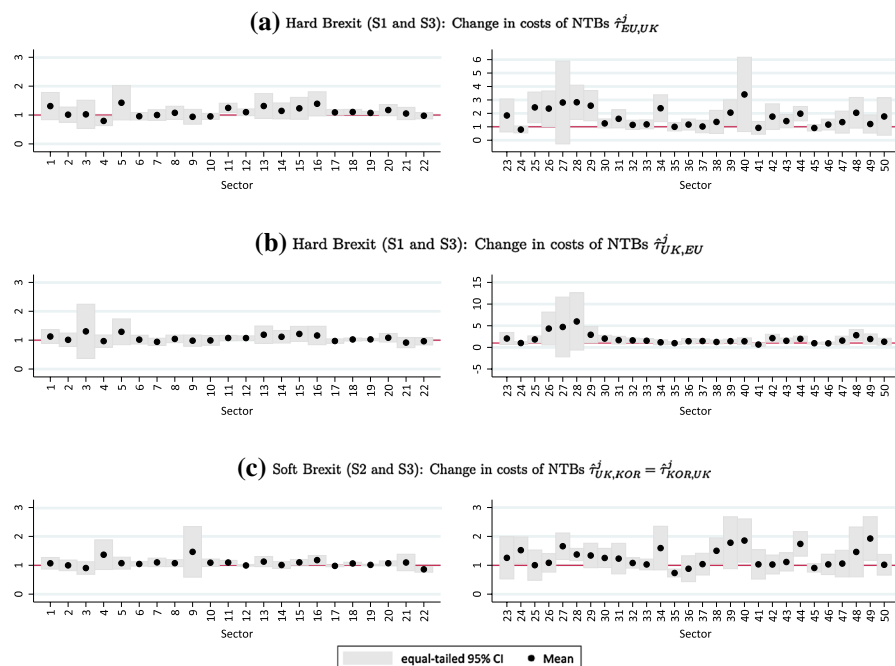 (a) Hard Brexit (S1 and S3): Change in costs of NTBs τ̂^j_{EU,UK}
3
2
1
0
1 2 3 4 5 6 7 8 9 10 11 12 13 14 15 16 17 18 19 20 21 22
Sector
6
5
4
3
2
1
0
23 24 25 26 27 28 29 30 31 32 33 34 35 36 37 38 39 40 41 42 43 44 45 46 47 48 49 50
Sector
(b) Hard Brexit (S1 and S3): Change in costs of NTBs τ̂^j_{UK,EU}
3
2
1
0
1 2 3 4 5 6 7 8 9 10 11 12 13 14 15 16 17 18 19 20 21 22
Sector
15
10
5
0
-5
23 24 25 26 27 28 29 30 31 32 33 34 35 36 37 38 39 40 41 42 43 44 45 46 47 48 49 50
Sector
(c) Soft Brexit (S2 and S3): Change in costs of NTBs τ̂^j_{UK,KOR} = τ̂^j_{KOR,UK}
3
2
1
0
1 2 3 4 5 6 7 8 9 10 11 12 13 14 15 16 17 18 19 20 21 22
Sector
3
2
1
0
23 24 25 26 27 28 29 30 31 32 33 34 35 36 37 38 39 40 41 42 43 44 45 46 47 48 49 50
Sector
equal-tailed 95% CI Mean